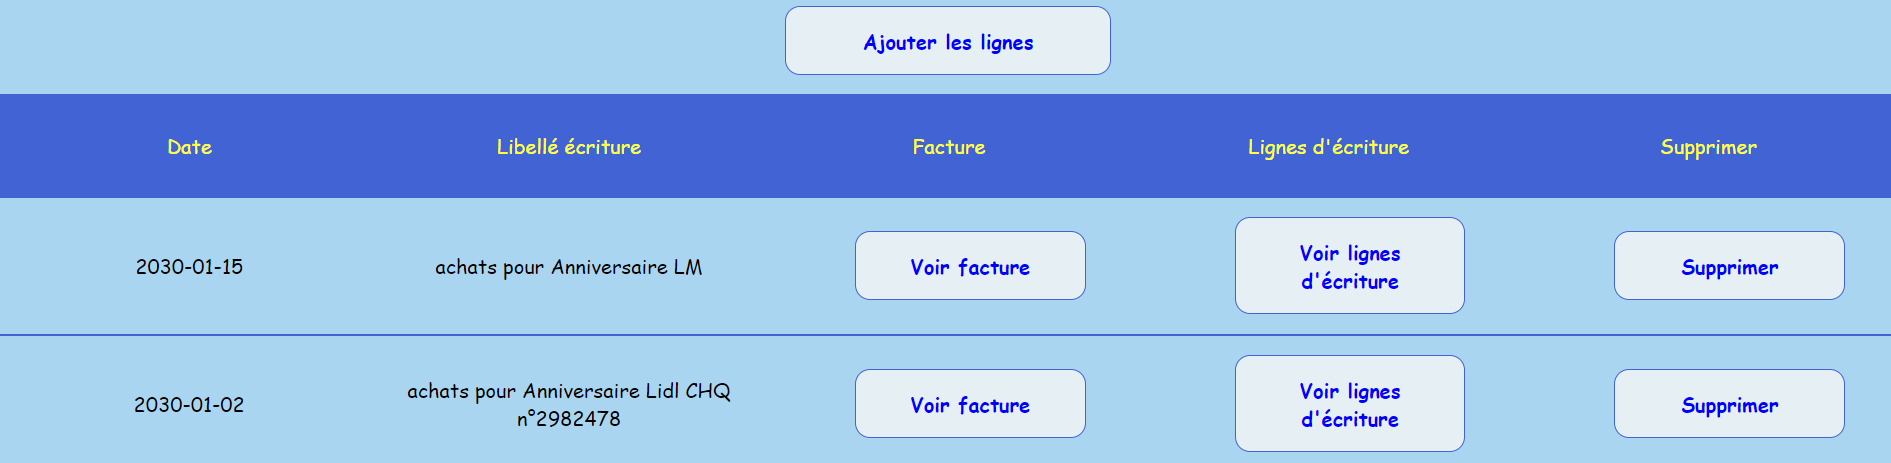 Ajouter les lignes
Date Libellé écriture Facture Lignes d'écriture Supprimer
2030-01-15 achats pour Anniversaire LM Voir facture Voir lignes
d'écriture Supprimer
2030-01-02 achats pour Anniversaire Lidl CHQ
n°2982478 Voir facture Voir lignes
d'écriture Supprimer